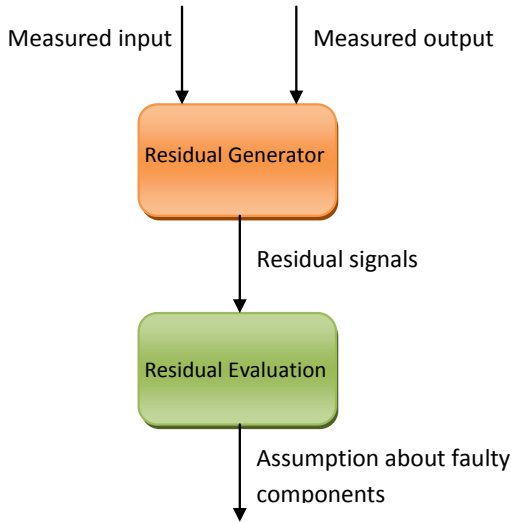 Measured input
Measured output
Residual Generator
Residual signals
Residual Evaluation
Assumption about faulty
components